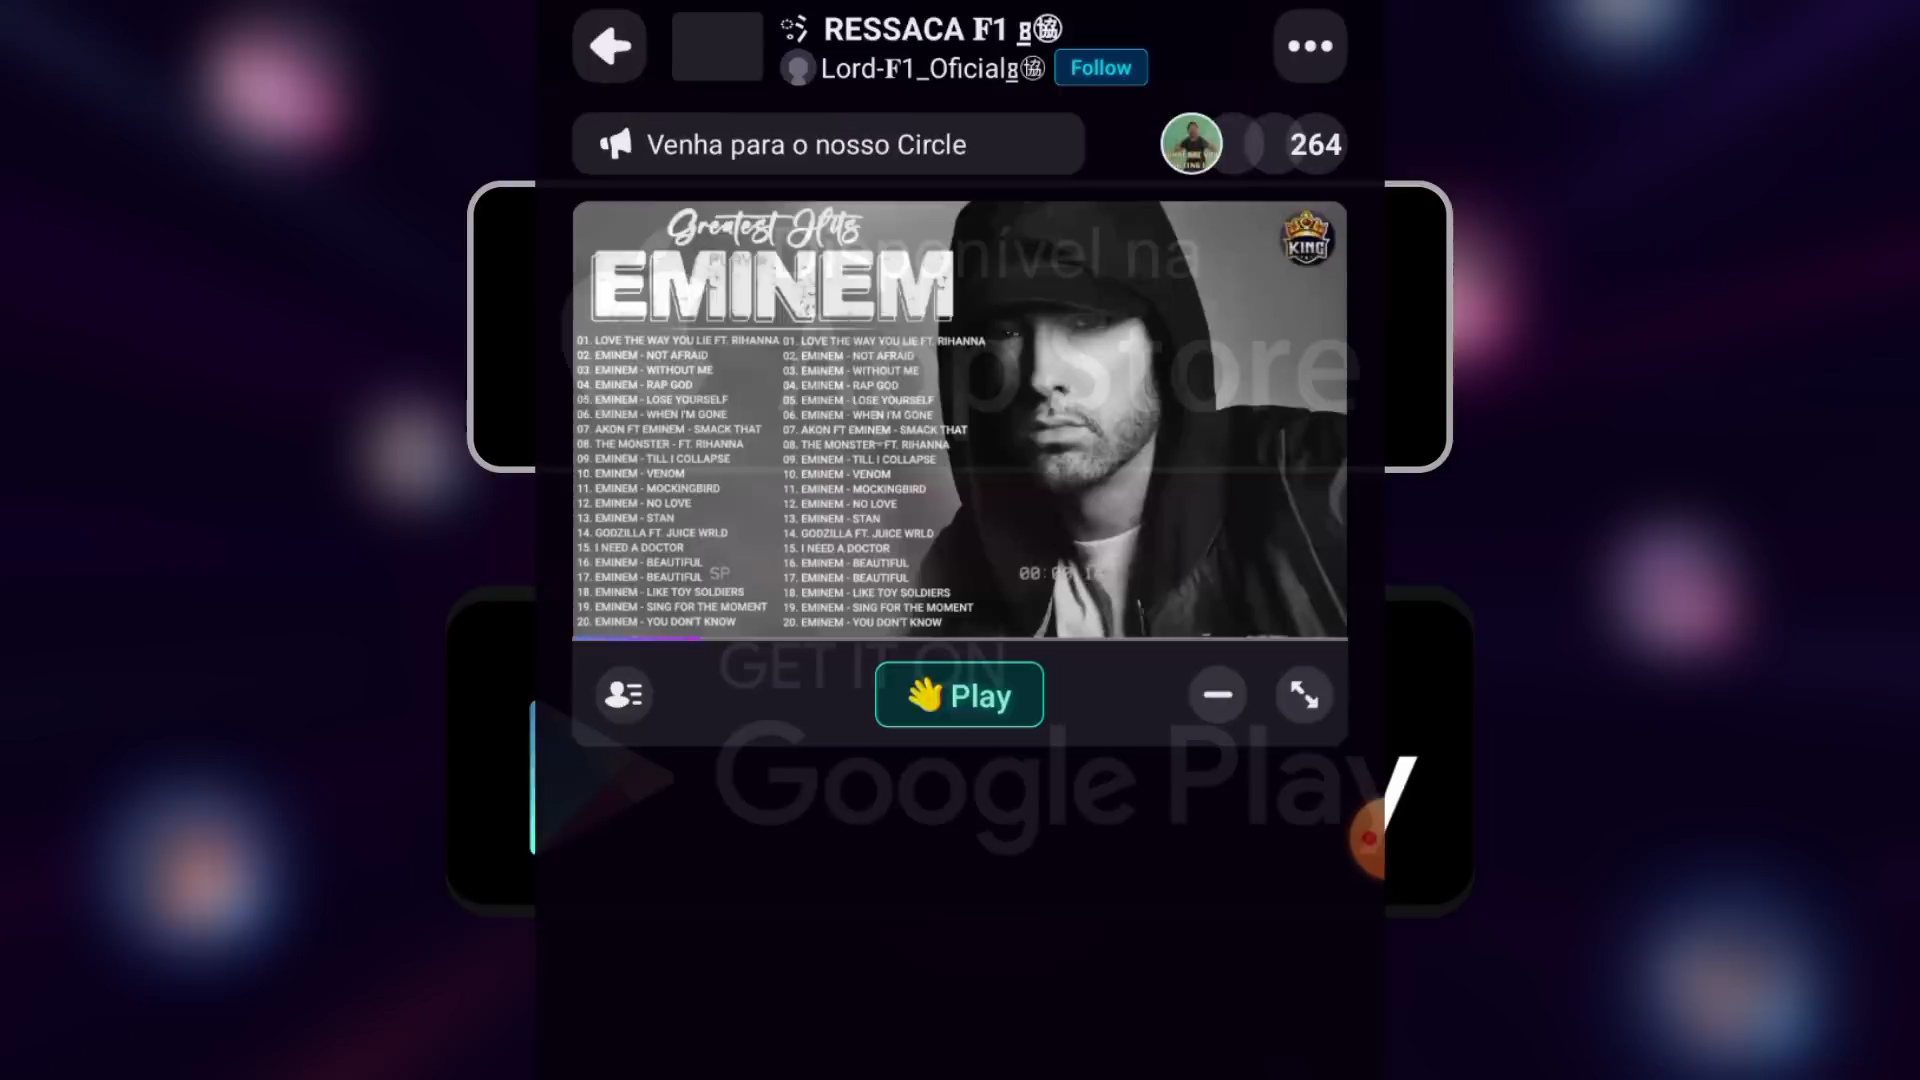 RESSACA 𝐅1 8㊿
Lord-𝐅1_Oficial8
Follow
Venha para o nosso Circle
264
Greatest Hits
EMINEM
KING
Disponível na
App Store
01. LOVE THE WAY YOU LIE FT. RIHANNA
02. EMINEM - NOT AFRAID
03. EMINEM - WITHOUT ME
04. EMINEM - RAP GOD
05. EMINEM - LOSE YOURSELF
06. EMINEM - WHEN I'M GONE
07. AKON FT EMINEM - SMACK THAT
08. THE MONSTER - FT. RIHANNA
09. EMINEM - TILL I COLLAPSE
10. EMINEM - VENOM
11. EMINEM - MOCKINGBIRD
12. EMINEM - NO LOVE
13. EMINEM - STAN
14. GODZILLA FT. JUICE WRLD
15. I NEED A DOCTOR
16. EMINEM - BEAUTIFUL
17. EMINEM - BEAUTIFUL
18. EMINEM - LIKE TOY SOLDIERS
19. EMINEM - SING FOR THE MOMENT
20. EMINEM - YOU DON'T KNOW
01. LOVE THE WAY YOU LIE FT. RIHANNA
02. EMINEM - NOT AFRAID
03. EMINEM - WITHOUT ME
04. EMINEM - RAP GOD
05. EMINEM - LOSE YOURSELF
06. EMINEM - WHEN I'M GONE
07. AKON FT EMINEM - SMACK THAT
08. THE MONSTER - FT. RIHANNA
09. EMINEM - TILL I COLLAPSE
10. EMINEM - VENOM
11. EMINEM - MOCKINGBIRD
12. EMINEM - NO LOVE
13. EMINEM - STAN
14. GODZILLA FT. JUICE WRLD
15. I NEED A DOCTOR
16. EMINEM - BEAUTIFUL
17. EMINEM - BEAUTIFUL
18. EMINEM - LIKE TOY SOLDIERS
19. EMINEM - SING FOR THE MOMENT
20. EMINEM - YOU DON'T KNOW
SP
GET IT ON
Play
Google Play